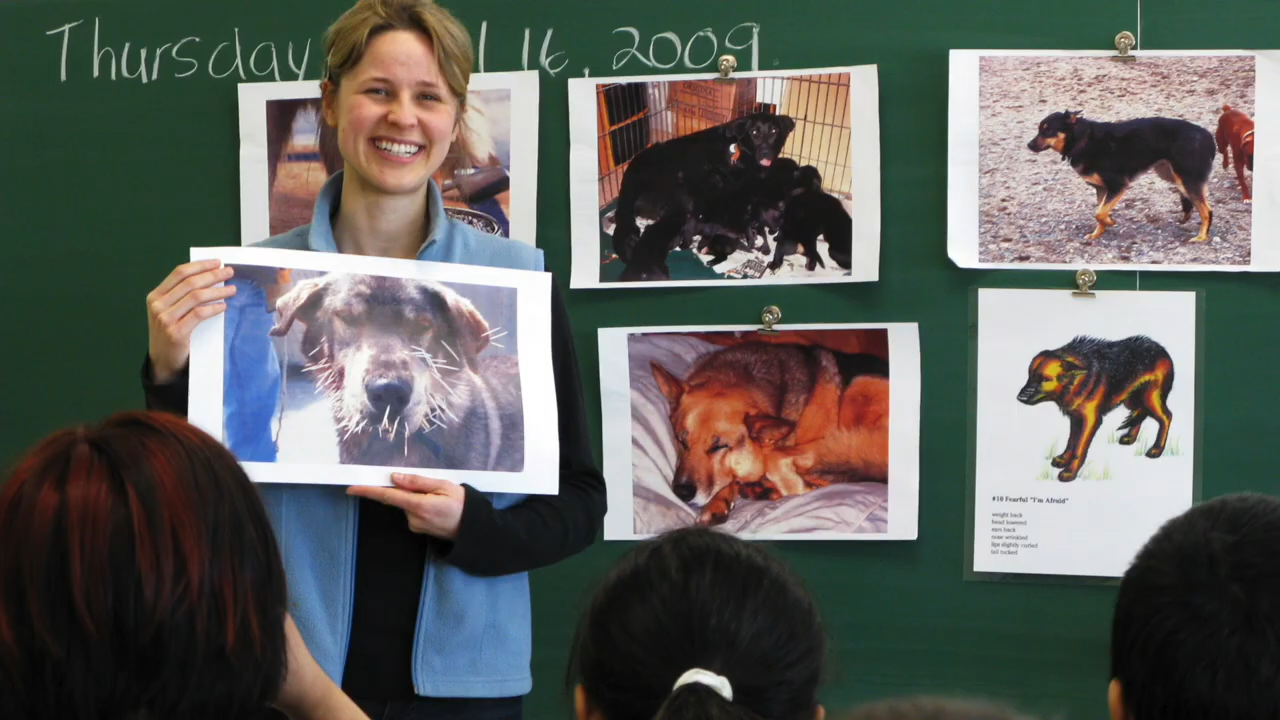 Thursday l 16, 2009.
ORIGINAL
#10 Fearful "I'm Afraid"
weight back
head lowered
ears back
nose wrinkled
lips slightly curled
tail tucked